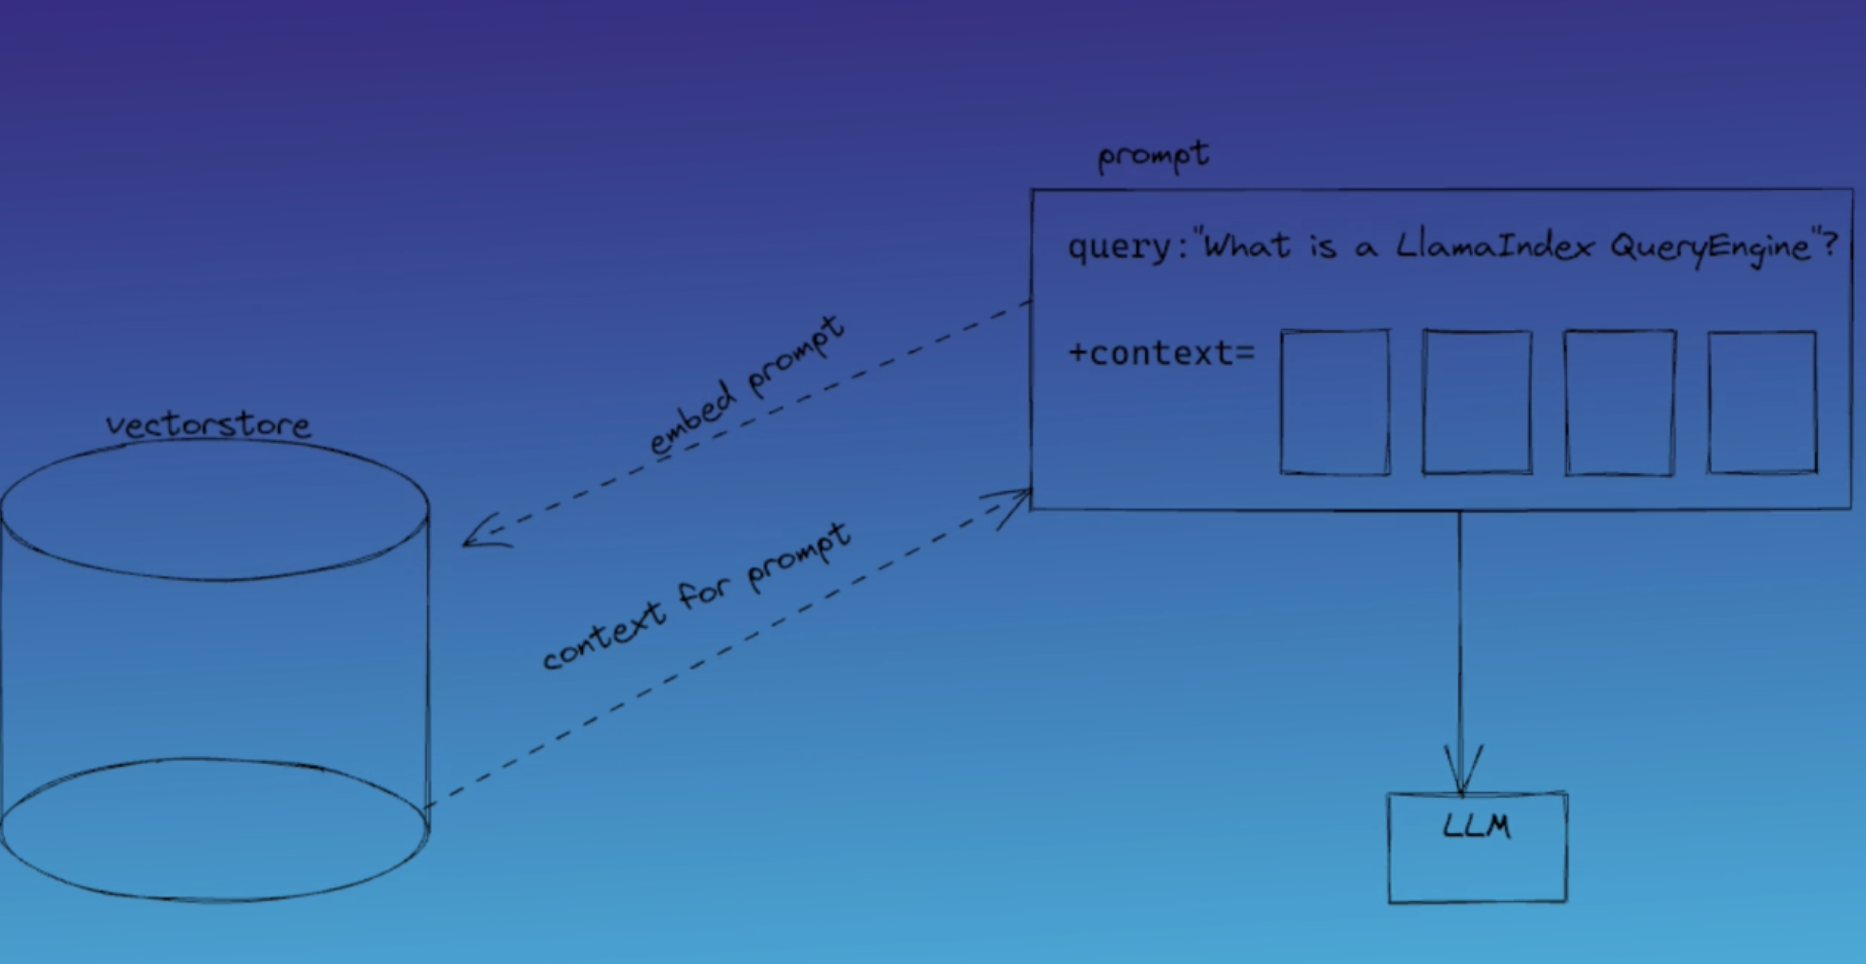 prompt
query:"What is a LlamaIndex QueryEngine"?
+context=
embed prompt
vectorstore
context for prompt
LLM